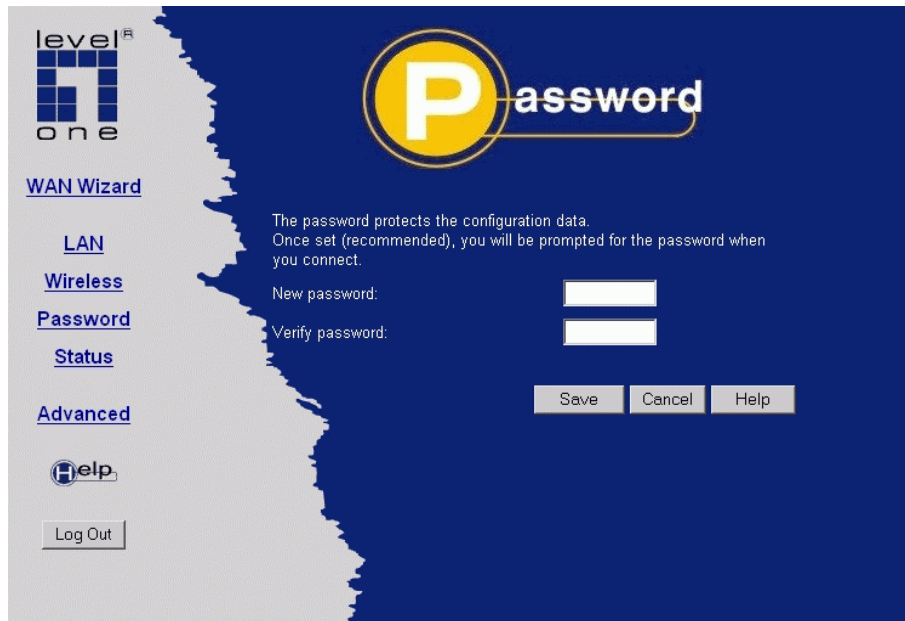 level®
one
WAN Wizard
LAN
Wireless
Password
Status
Advanced
Help
Log Out
Password
The password protects the configuration data.
Once set (recommended), you will be prompted for the password when
you connect.
New password:
Verify password:
Save Cancel Help